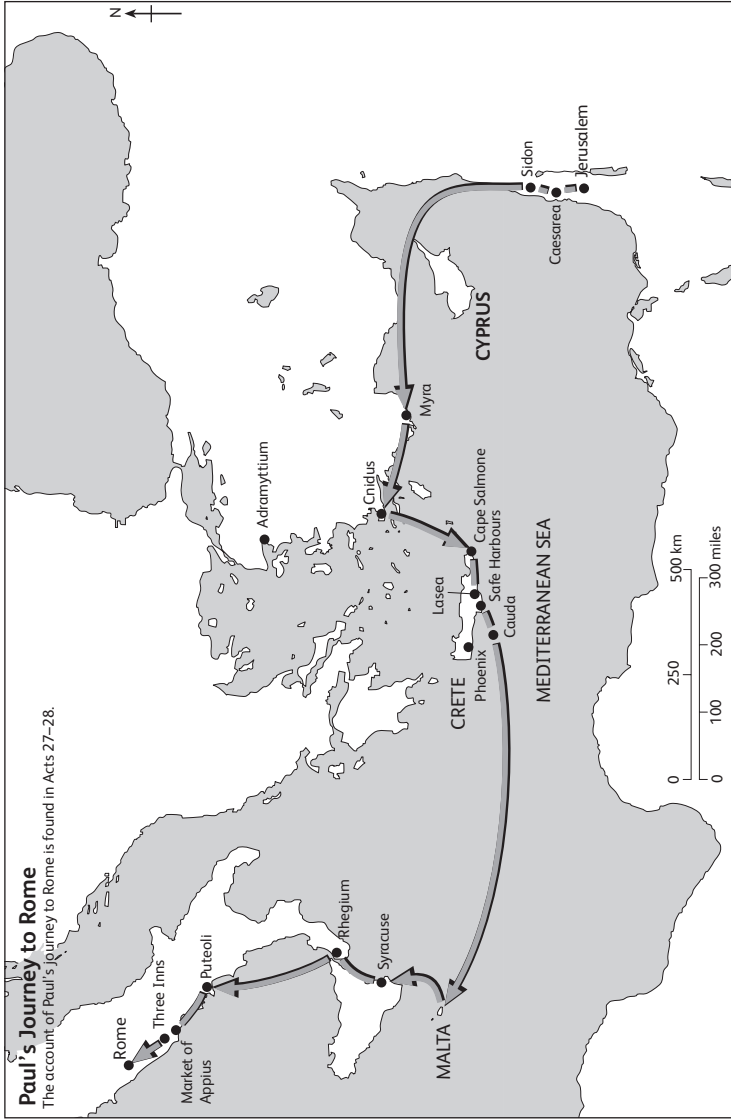 Paul's Journey to Rome
The account of Paul's journey to Rome is found in Acts 27–28.
N
Rome
Three Inns
Market of
Appius
Puteoli
Rhegium
Syracuse
MALTA
Adramyttium
Cnidus
Myra
Cape Salmone
Lasea
Safe Harbours
Cauda
CRETE
Phoenix
CYPRUS
Sidon
Caesarea
Jerusalem
MEDITERRANEAN SEA
0
250
500 km
0
100
200
300 miles